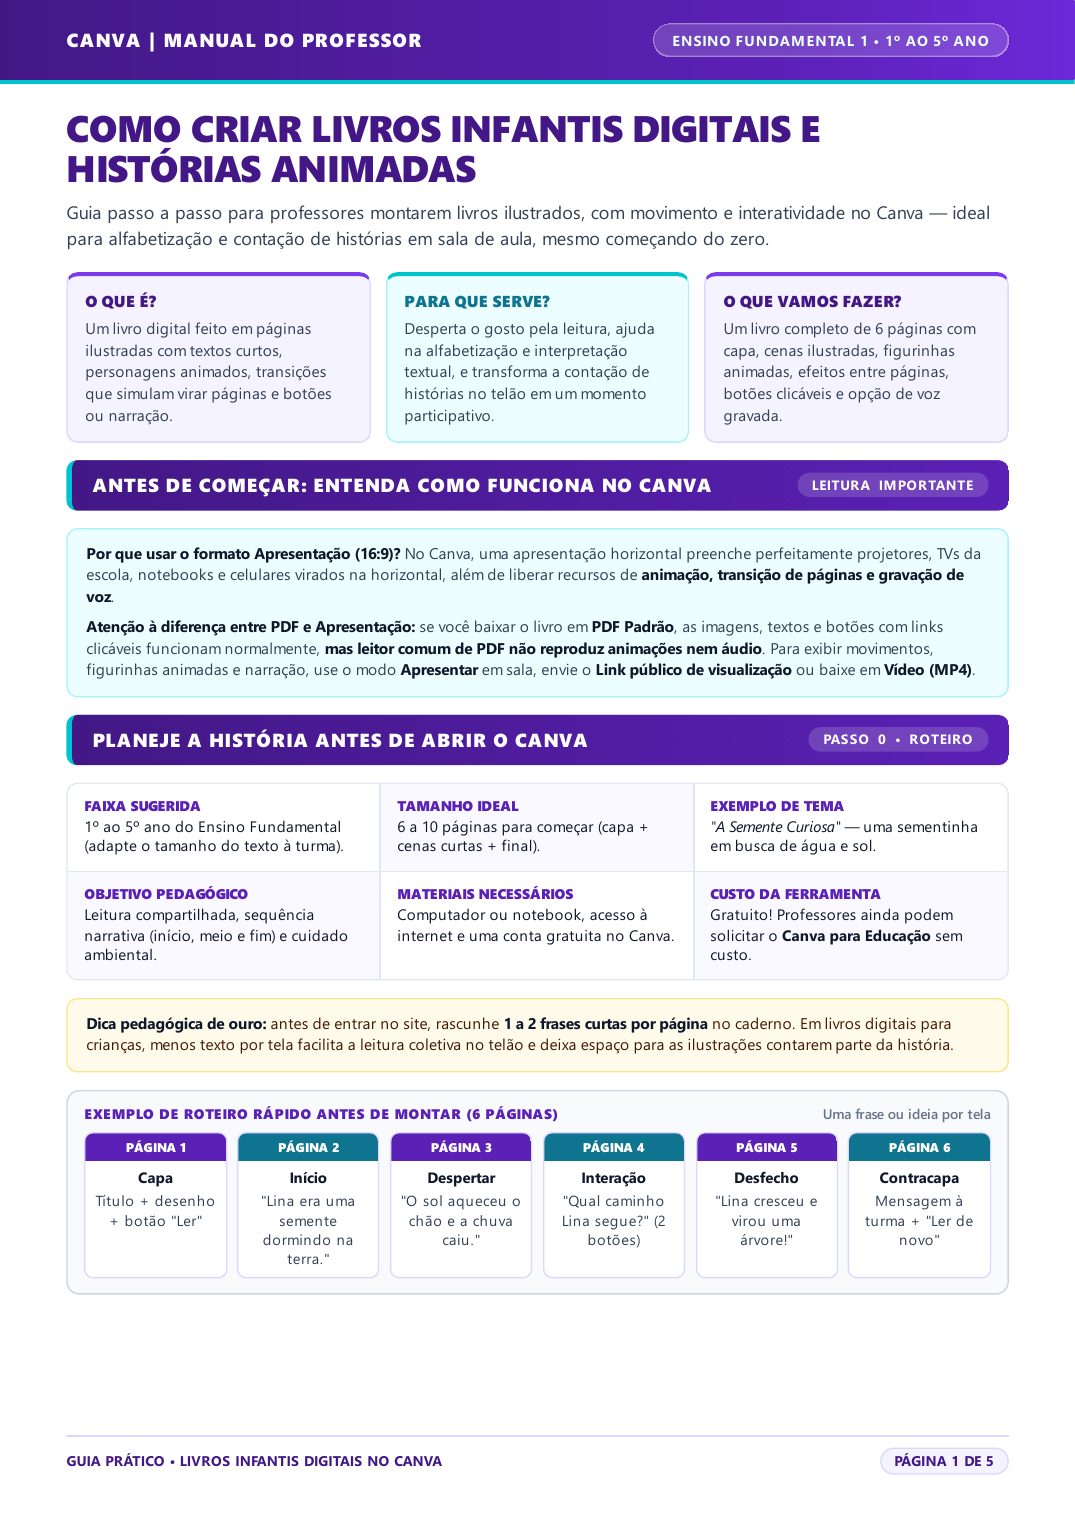 CANVA | MANUAL DO PROFESSOR
ENSINO FUNDAMENTAL 1 • 1º AO 5º ANO
COMO CRIAR LIVROS INFANTIS DIGITAIS E
HISTÓRIAS ANIMADAS
Guia passo a passo para professores montarem livros ilustrados, com movimento e interatividade no Canva — ideal
para alfabetização e contação de histórias em sala de aula, mesmo começando do zero.
O QUE É?
Um livro digital feito em páginas
ilustradas com textos curtos,
personagens animados, transições
que simulam virar páginas e botões
ou narração.
PARA QUE SERVE?
Desperta o gosto pela leitura, ajuda
na alfabetização e interpretação
textual, e transforma a contação de
histórias no telão em um momento
participativo.
O QUE VAMOS FAZER?
Um livro completo de 6 páginas com
capa, cenas ilustradas, figurinhas
animadas, efeitos entre páginas,
botões clicáveis e opção de voz
gravada.
ANTES DE COMEÇAR: ENTENDA COMO FUNCIONA NO CANVA
LEITURA IMPORTANTE
Por que usar o formato Apresentação (16:9)? No Canva, uma apresentação horizontal preenche perfeitamente projetores, TVs da
escola, notebooks e celulares virados na horizontal, além de liberar recursos de animação, transição de páginas e gravação de
voz.
Atenção à diferença entre PDF e Apresentação: se você baixar o livro em PDF Padrão, as imagens, textos e botões com links
clicáveis funcionam normalmente, mas leitor comum de PDF não reproduz animações nem áudio. Para exibir movimentos,
figurinhas animadas e narração, use o modo Apresentar em sala, envie o Link público de visualização ou baixe em Vídeo (MP4).
PLANEJE A HISTÓRIA ANTES DE ABRIR O CANVA
PASSO 0 • ROTEIRO
FAIXA SUGERIDA
1º ao 5º ano do Ensino Fundamental
(adapte o tamanho do texto à turma).
TAMANHO IDEAL
6 a 10 páginas para começar (capa +
cenas curtas + final).
EXEMPLO DE TEMA
"A Semente Curiosa" — uma sementinha
em busca de água e sol.
OBJETIVO PEDAGÓGICO
Leitura compartilhada, sequência
narrativa (início, meio e fim) e cuidado
ambiental.
MATERIAIS NECESSÁRIOS
Computador ou notebook, acesso à
internet e uma conta gratuita no Canva.
CUSTO DA FERRAMENTA
Gratuito! Professores ainda podem
solicitar o Canva para Educação sem
custo.
Dica pedagógica de ouro: antes de entrar no site, rascunhe 1 a 2 frases curtas por página no caderno. Em livros digitais para
crianças, menos texto por tela facilita a leitura coletiva no telão e deixa espaço para as ilustrações contarem parte da história.
EXEMPLO DE ROTEIRO RÁPIDO ANTES DE MONTAR (6 PÁGINAS)
Uma frase ou ideia por tela
PÁGINA 1
Capa
Título + desenho
+ botão "Ler"
PÁGINA 2
Início
"Lina era uma
semente
dormindo na
terra."
PÁGINA 3
Despertar
"O sol aqueceu o
chão e a chuva
caiu."
PÁGINA 4
Interação
"Qual caminho
Lina segue?" (2
botões)
PÁGINA 5
Desfecho
"Lina cresceu e
virou uma
árvore!"
PÁGINA 6
Contracapa
Mensagem à
turma + "Ler de
novo"
GUIA PRÁTICO • LIVROS INFANTIS DIGITAIS NO CANVA
PÁGINA 1 DE 5